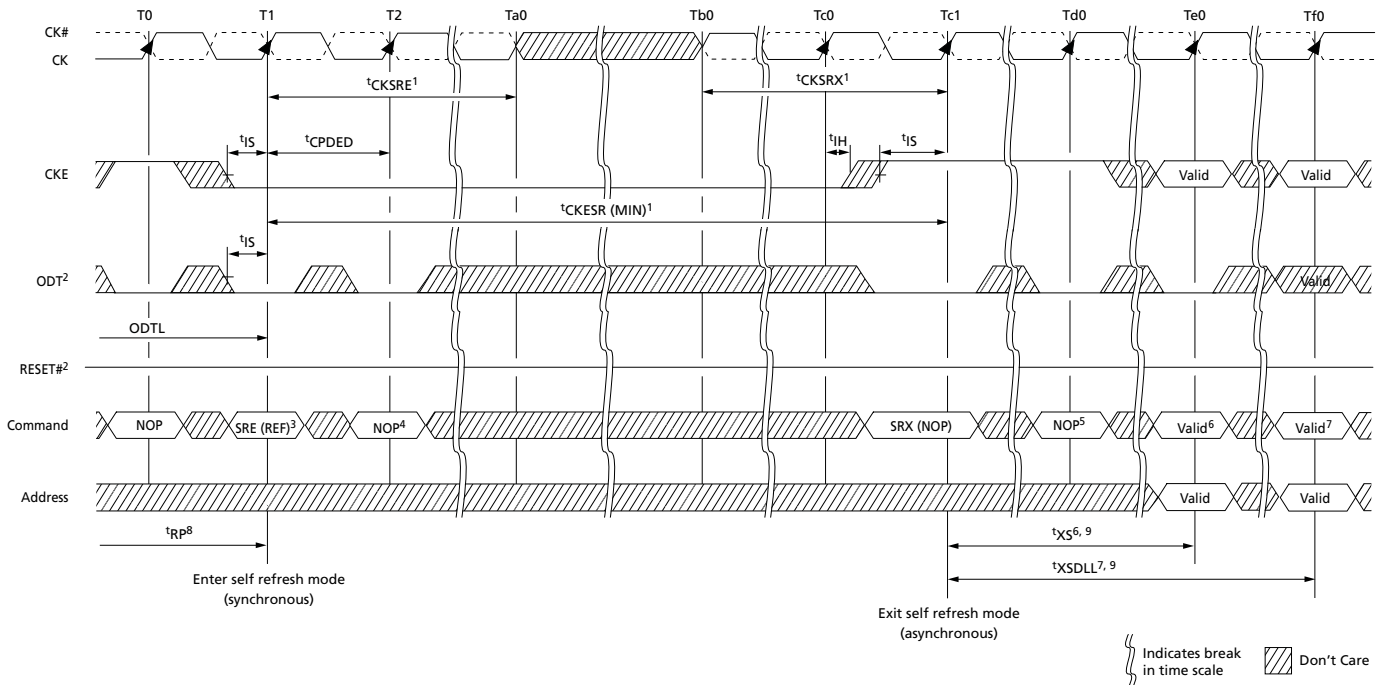 T0 T1 T2 Ta0 Tb0 Tc0 Tc1 Td0 Te0 Tf0
CK#
CK
tCKSRE1 tCKSRX1
tIS tCPDED tIH tIS
CKE Valid Valid
tCKESR (MIN)1
tIS
ODT2 Valid
ODTL
RESET#2
Command NOP SRE (REF)3 NOP4 SRX (NOP) NOP5 Valid6 Valid7
Address Valid Valid
tRP8 tXS6, 9
Enter self refresh mode
(synchronous)
tXSDLL7, 9
Exit self refresh mode
(asynchronous)
Indicates break
in time scale
Don't Care